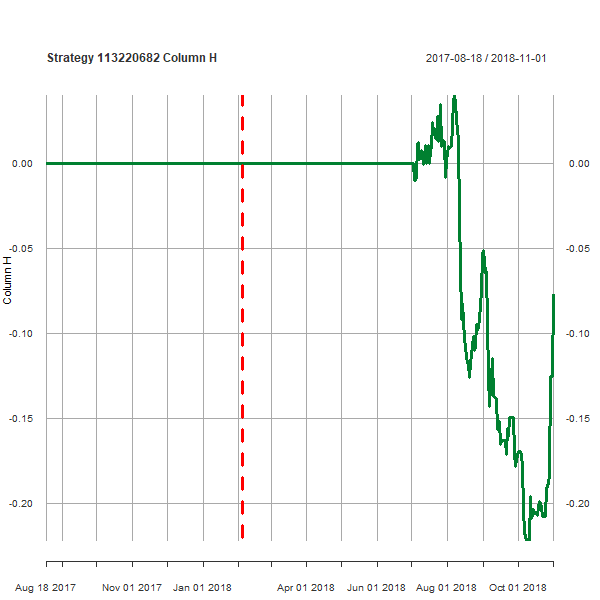 Strategy 113220682 Column H
2017-08-18 / 2018-11-01
0.00 0.00
-0.05 -0.05
Column H
-0.10 -0.10
-0.15 -0.15
-0.20 -0.20
Aug 18 2017 Nov 01 2017 Jan 01 2018 Apr 01 2018 Jun 01 2018 Aug 01 2018 Oct 01 2018